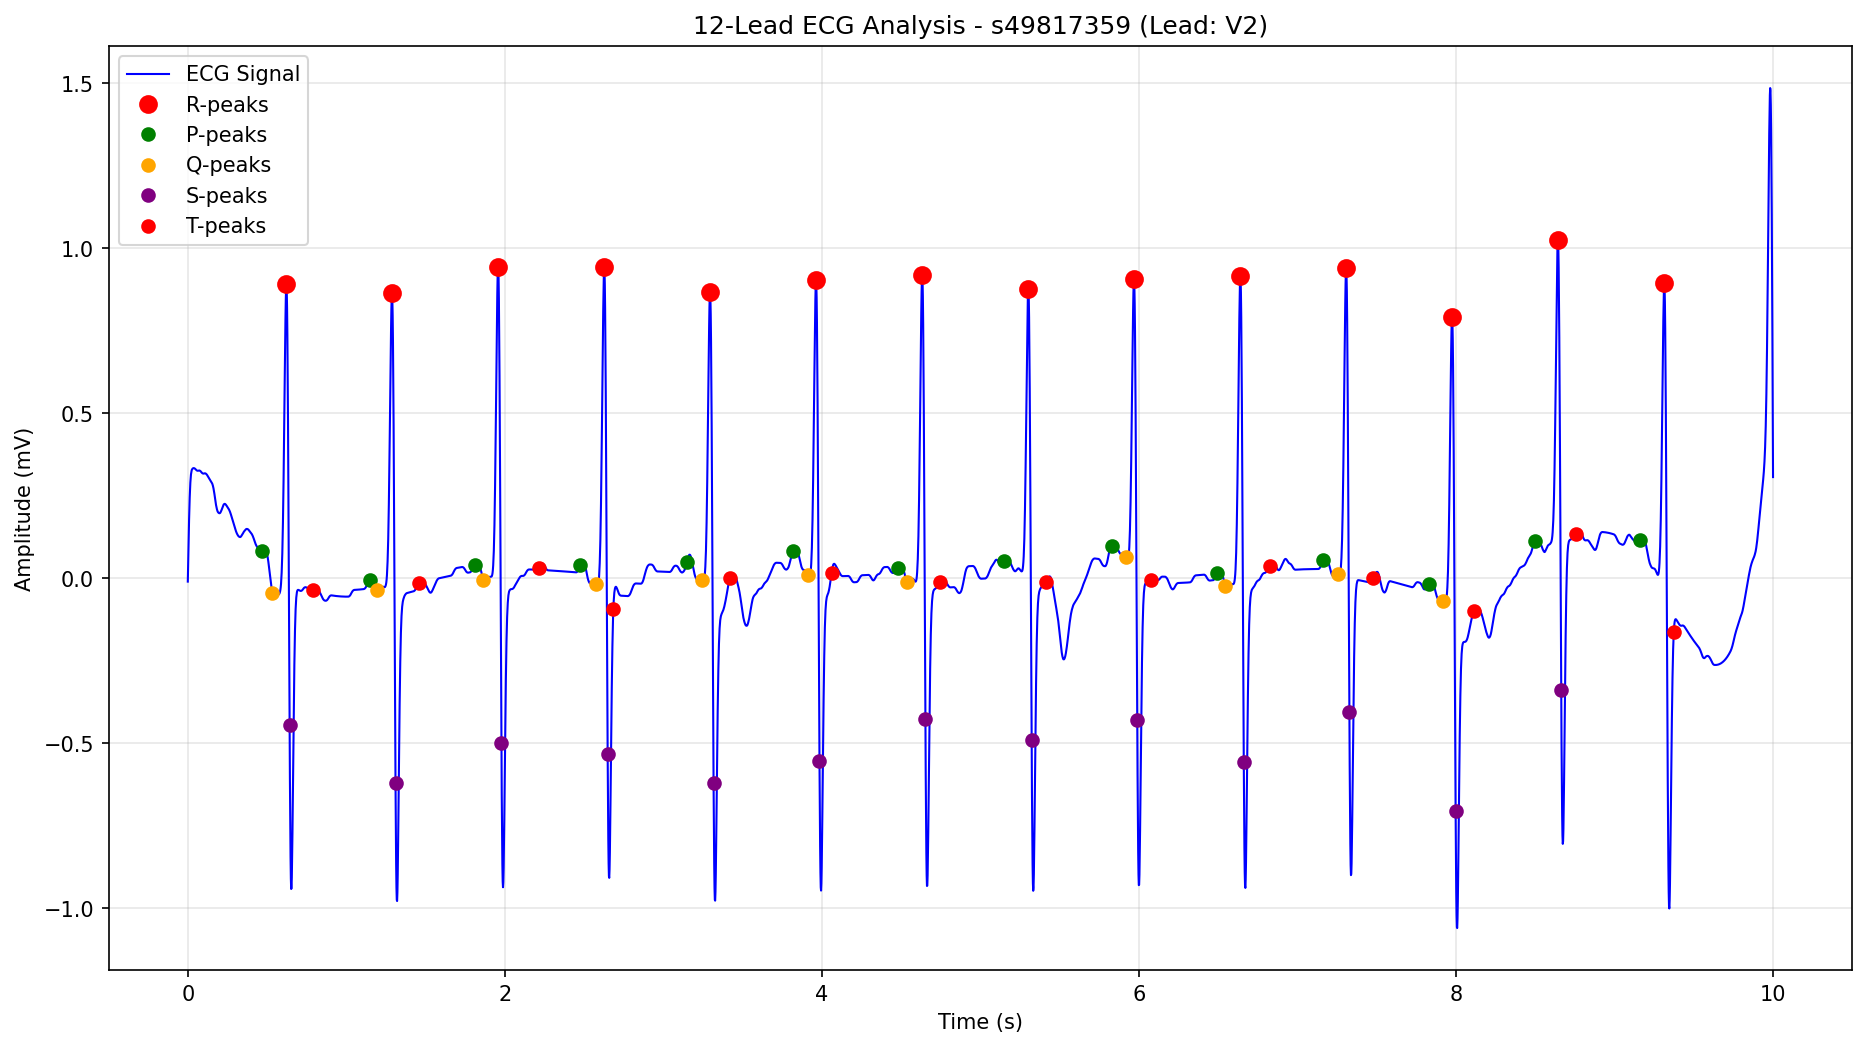 12-Lead ECG Analysis - s49817359 (Lead: V2)
ECG Signal
R-peaks
P-peaks
Q-peaks
S-peaks
T-peaks
1.5
1.0
0.5
0.0
−0.5
−1.0
Amplitude (mV)
0
2
4
6
8
10
Time (s)